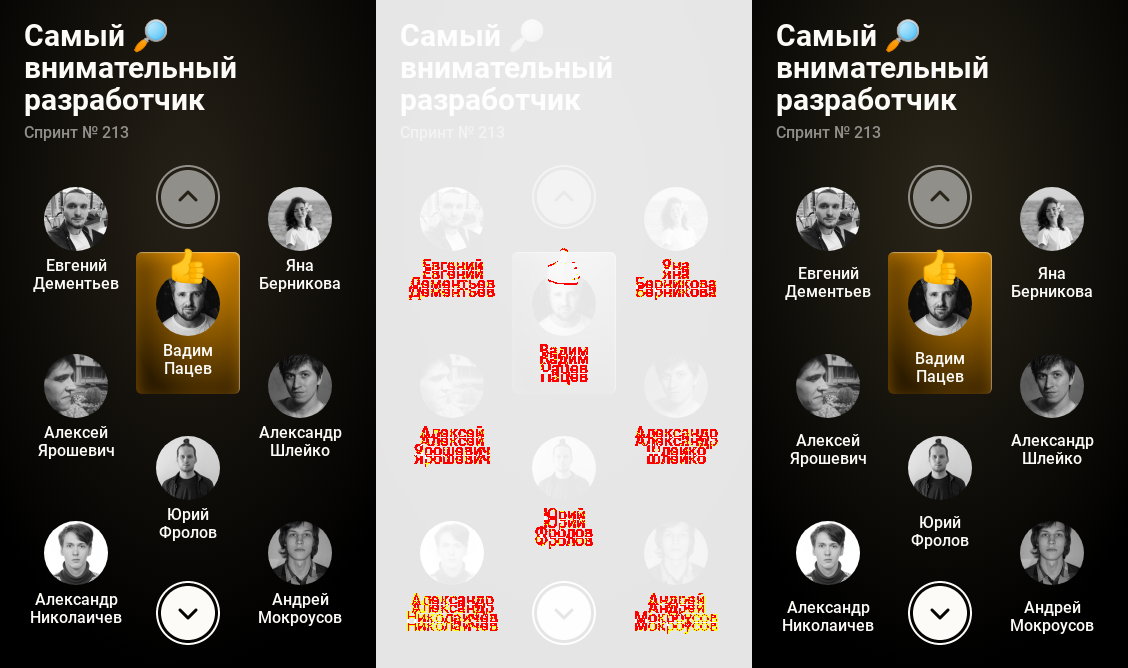 Самый 🔎
внимательный
разработчик
Спринт № 213
Евгений
Дементьев
Яна
Берникова
Вадим
Пацев
Алексей
Ярошевич
Александр
Шлейко
Юрий
Фролов
Александр
Николаичев
Андрей
Мокроусов
Самый
внимательный
разработчик
Спринт № 213
Евгений
Дементьев
Яна
Берникова
Вадим
Пацев
Алексей
Ярошевич
Александр
Шлейко
Юрий
Фролов
Александр
Николаичев
Андрей
Мокроусов
Самый 🔎
внимательный
разработчик
Спринт № 213
Евгений
Дементьев
Яна
Берникова
Вадим
Пацев
Алексей
Ярошевич
Александр
Шлейко
Юрий
Фролов
Александр
Николаичев
Андрей
Мокроусов